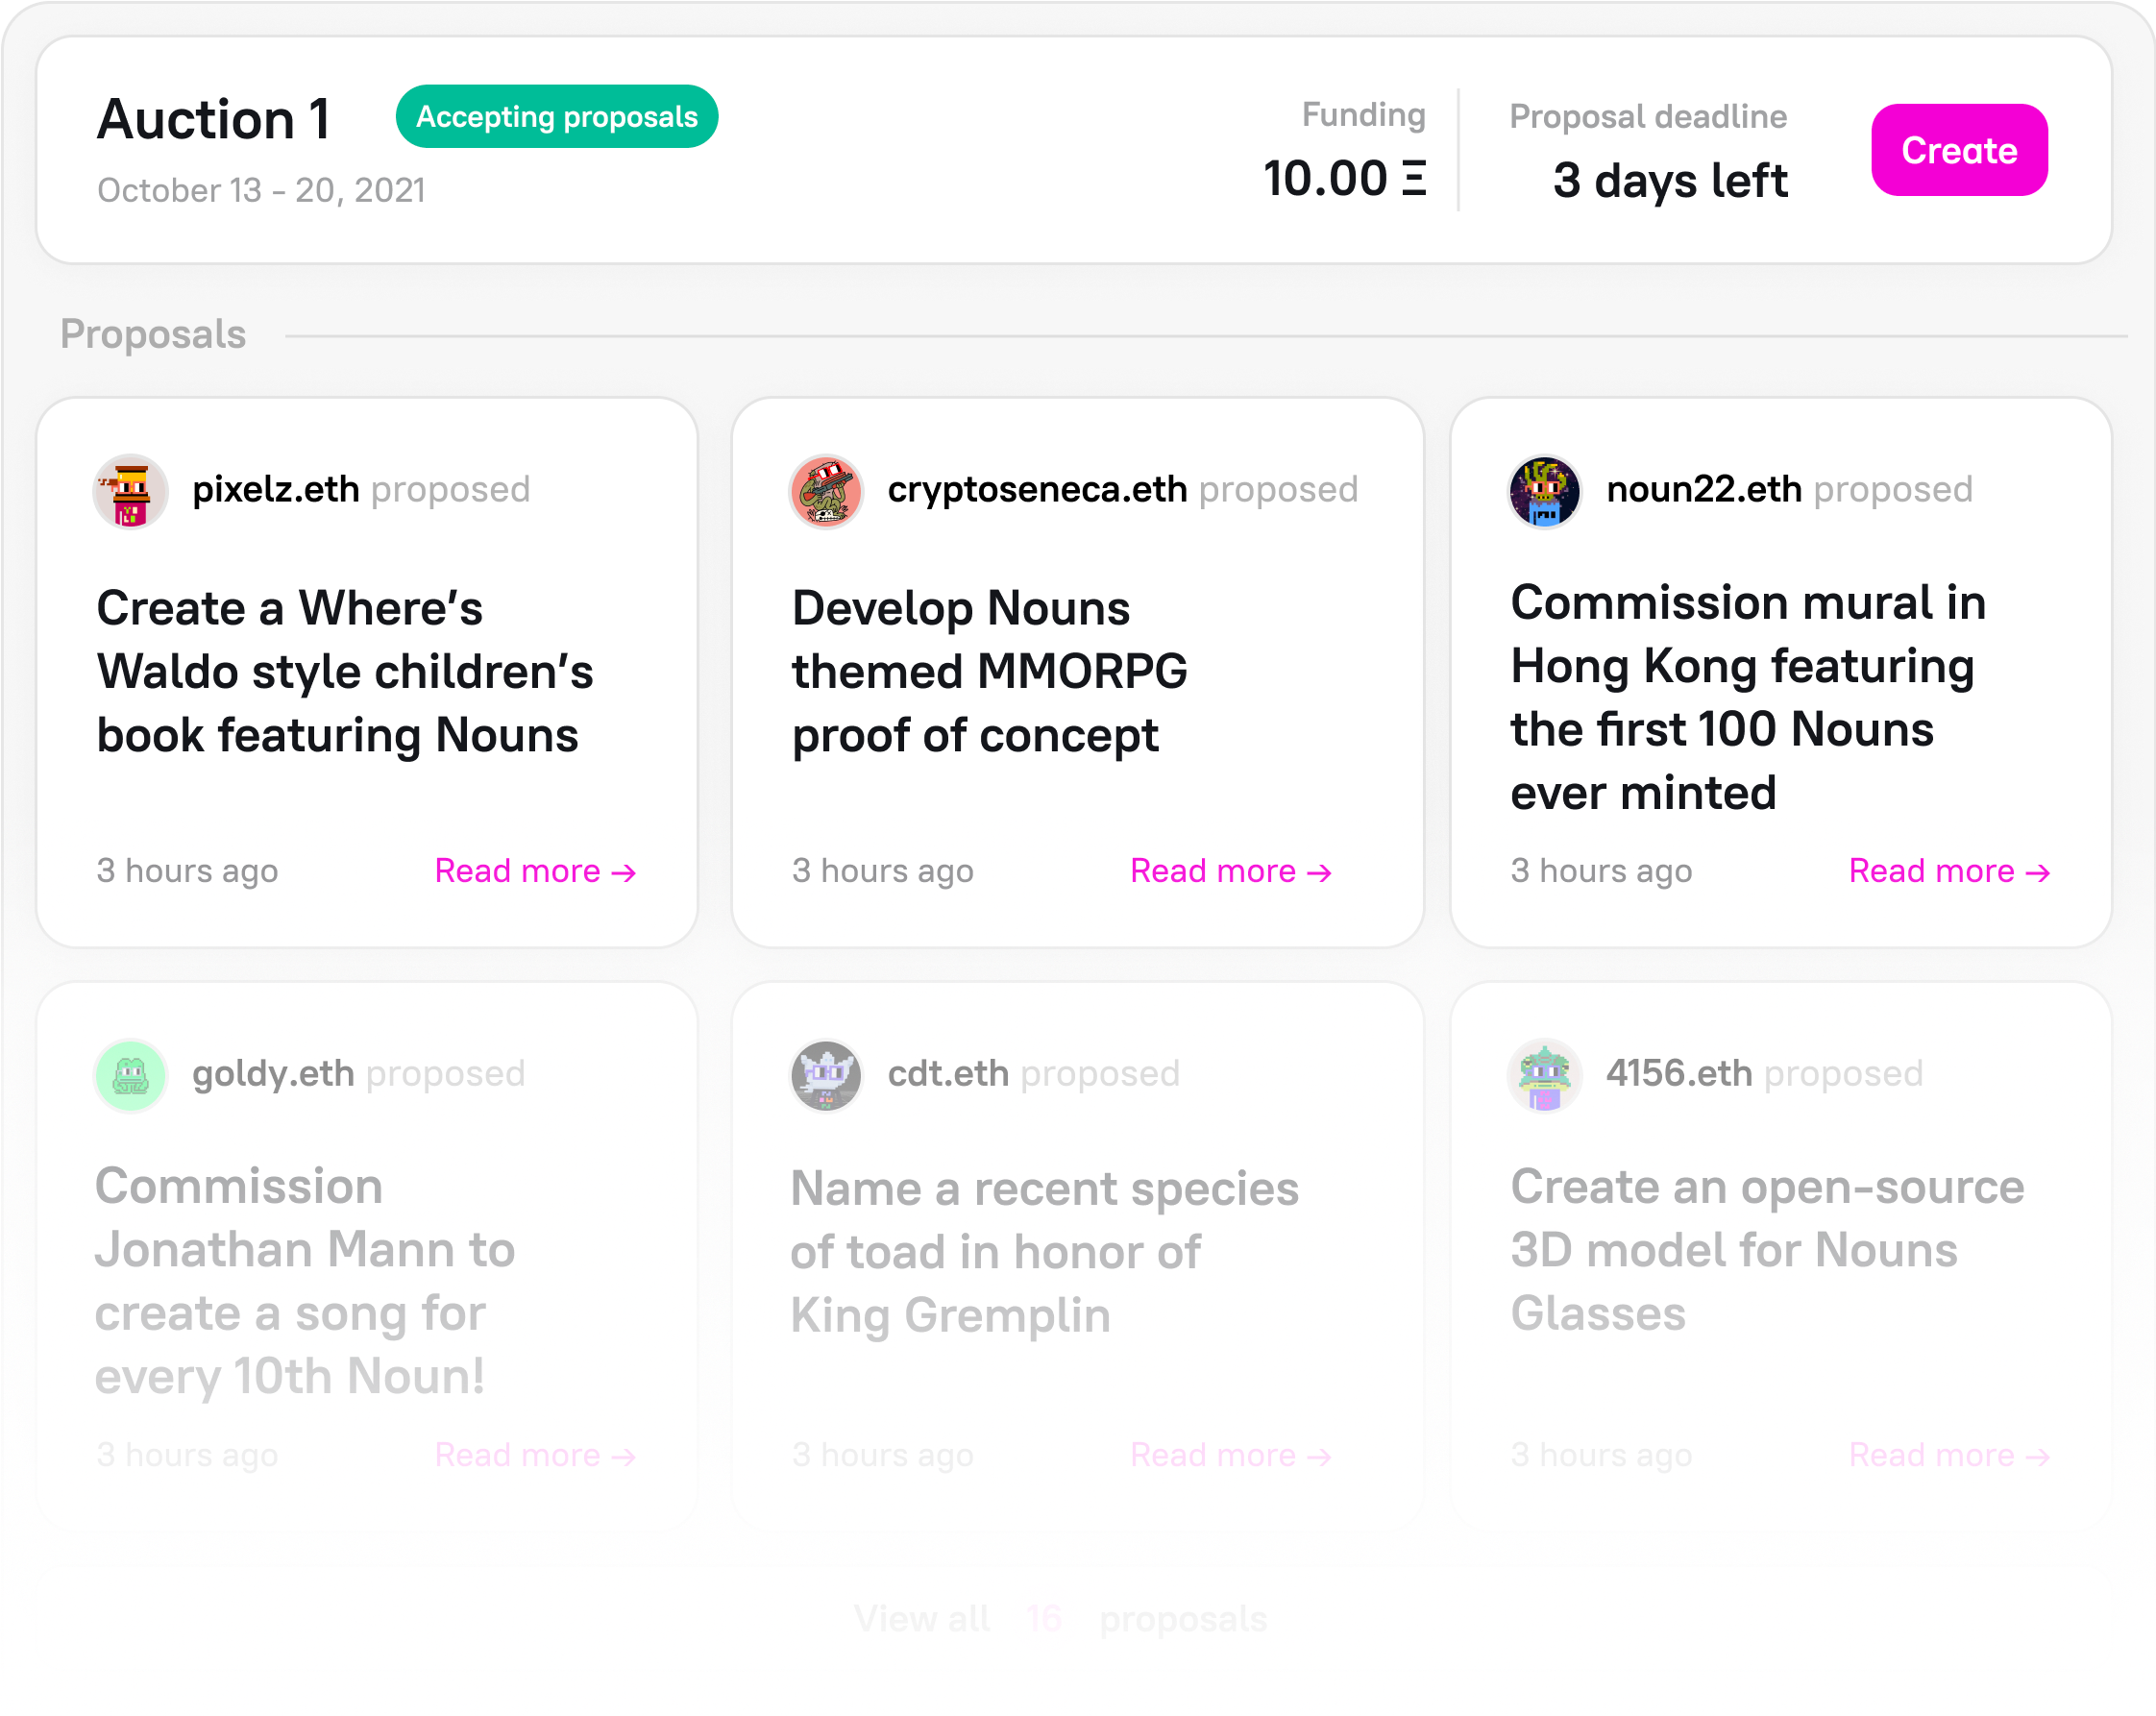 Auction 1
Accepting proposals
October 13 - 20, 2021
Funding
10.00 Ξ
Proposal deadline
3 days left
Create
Proposals
pixelz.eth proposed
Create a Where's
Waldo style children's
book featuring Nouns
3 hours ago
Read more →
cryptoseneca.eth proposed
Develop Nouns
themed MMORPG
proof of concept
3 hours ago
Read more →
noun22.eth proposed
Commission mural in
Hong Kong featuring
the first 100 Nouns
ever minted
3 hours ago
Read more →
goldy.eth proposed
Commission
Jonathan Mann to
create a song for
every 10th Noun!
3 hours ago
Read more →
cdt.eth proposed
Name a recent species
of toad in honor of
King Gremplin
3 hours ago
Read more →
4156.eth proposed
Create an open-source
3D model for Nouns
Glasses
3 hours ago
Read more →
View all 16 proposals